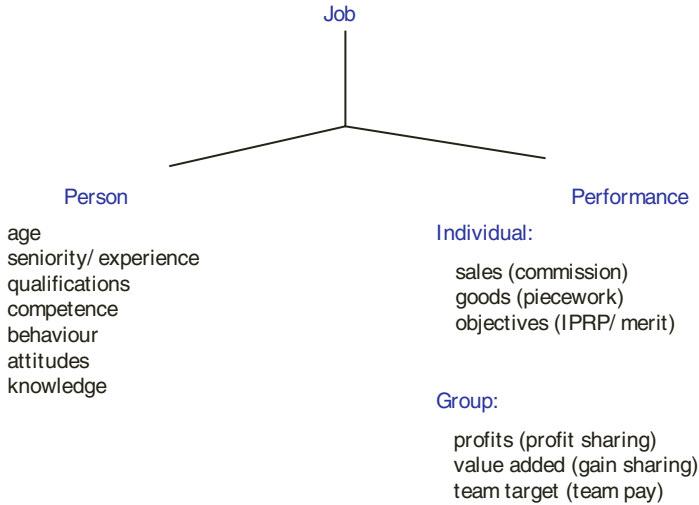 Job
Person
age
seniority/ experience
qualifications
competence
behaviour
attitudes
knowledge
Performance
Individual:
sales (commission)
goods (piecework)
objectives (IPRP/ merit)
Group:
profits (profit sharing)
value added (gain sharing)
team target (team pay)